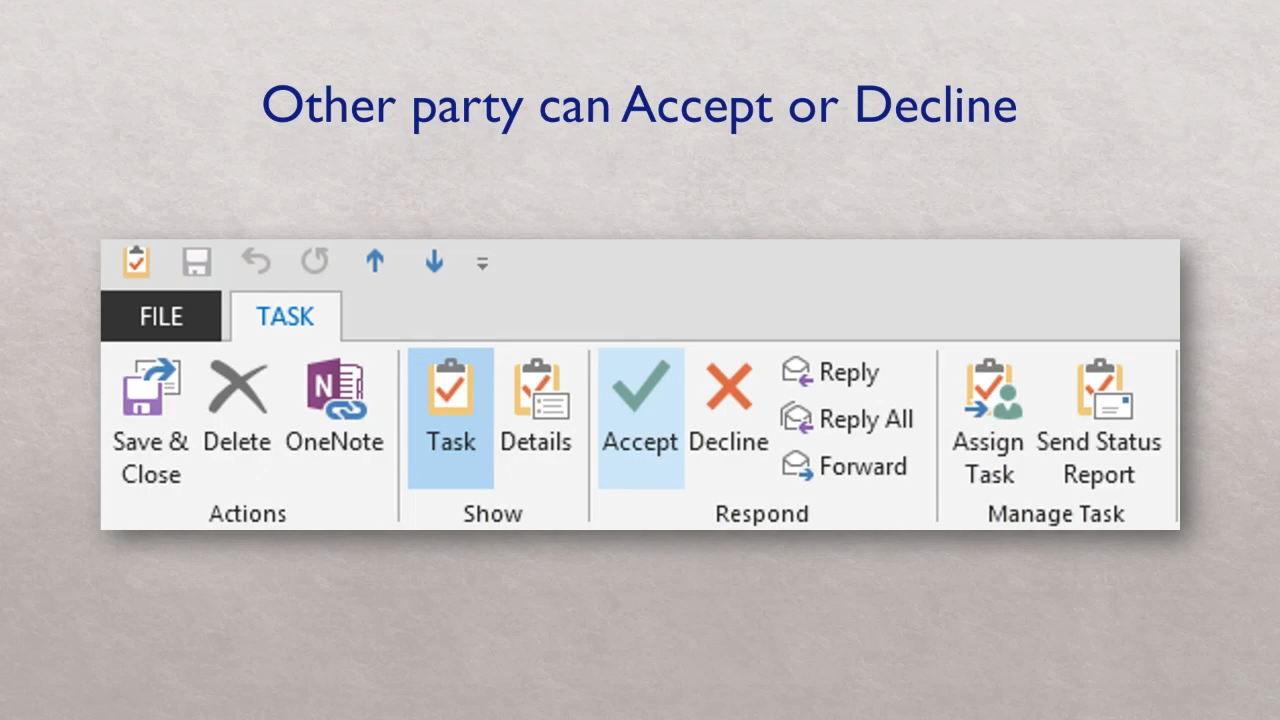 Other party can Accept or Decline
FILE TASK
Save & Close
Delete
OneNote
Actions
Task
Details
Show
Accept
Decline
Reply
Reply All
Forward
Respond
Assign Task
Send Status Report
Manage Task